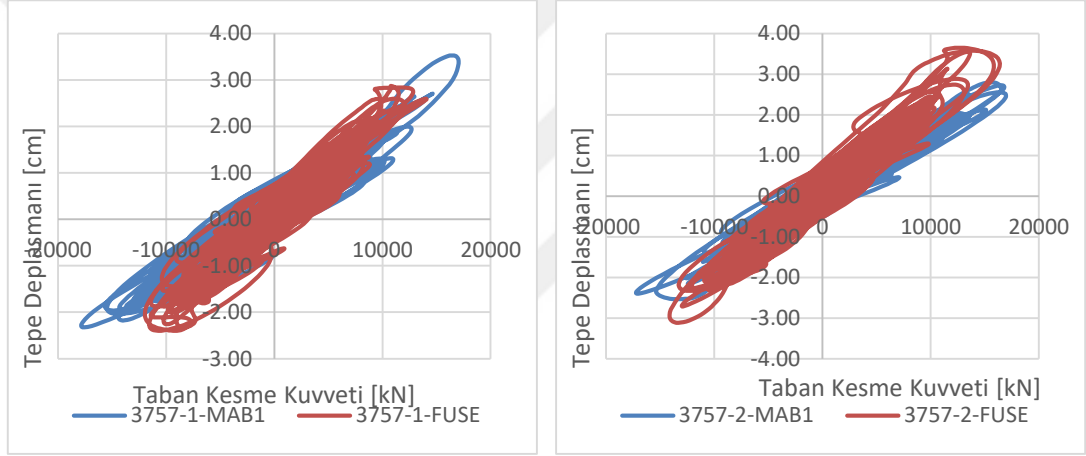 4.00
3.00
2.00
1.00
0.00
-20000 -10000 0 10000 20000
-1.00
-2.00
-3.00
Tepe Deplasmanı [cm]
Taban Kesme Kuvveti [kN]
3757-1-MAB1 3757-1-FUSE
4.00
3.00
2.00
1.00
0.00
-20000 -10000 0 10000 20000
-1.00
-2.00
-3.00
-4.00
Tepe Deplasmanı [cm]
Taban Kesme Kuvveti [kN]
3757-2-MAB1 3757-2-FUSE